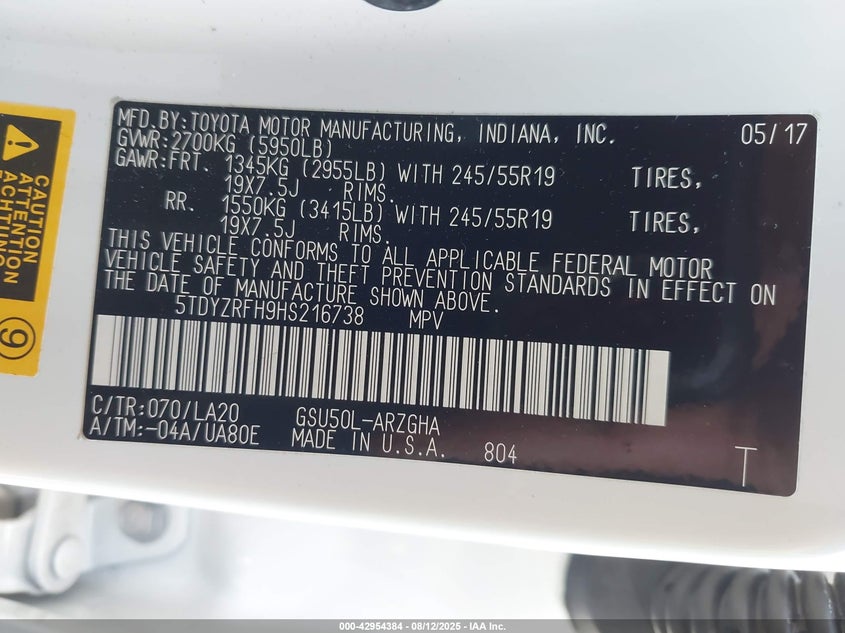 MFD. BY: TOYOTA MOTOR MANUFACTURING, INDIANA, INC. 05/17
GVWR: 2700KG (5950LB)
GAWR: FRT. 1345KG (2955LB) WITH 245/55R19 TIRES,
19X7.5J RIMS.
RR. 1550KG (3415LB) WITH 245/55R19 TIRES,
19X7.5J RIMS.
THIS VEHICLE CONFORMS TO ALL APPLICABLE FEDERAL MOTOR
VEHICLE SAFETY AND THEFT PREVENTION STANDARDS IN EFFECT ON
THE DATE OF MANUFACTURE SHOWN ABOVE.
5TDYZRFH9HS216738 MPV
C/TR: 070/LA20 GSU50L-ARZGHA
A/TM: -04A/UA80E MADE IN U.S.A. 804
T
CAUTION
ATTENTION
ACHTUNG
9
000-42954384 - 08/12/2025 - IAA Inc.